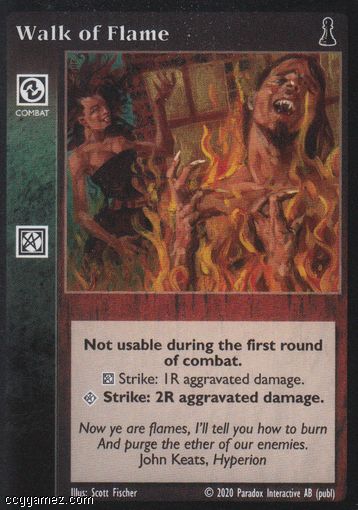 Walk of Flame
COMBAT
Not usable during the first round
of combat.
Strike: 1R aggravated damage.
Strike: 2R aggravated damage.
Now ye are flames, I'll tell you how to burn
And purge the ether of our enemies.
John Keats, Hyperion
Illus: Scott Fischer © 2020 Paradox Interactive AB (publ)
ccggamez.com